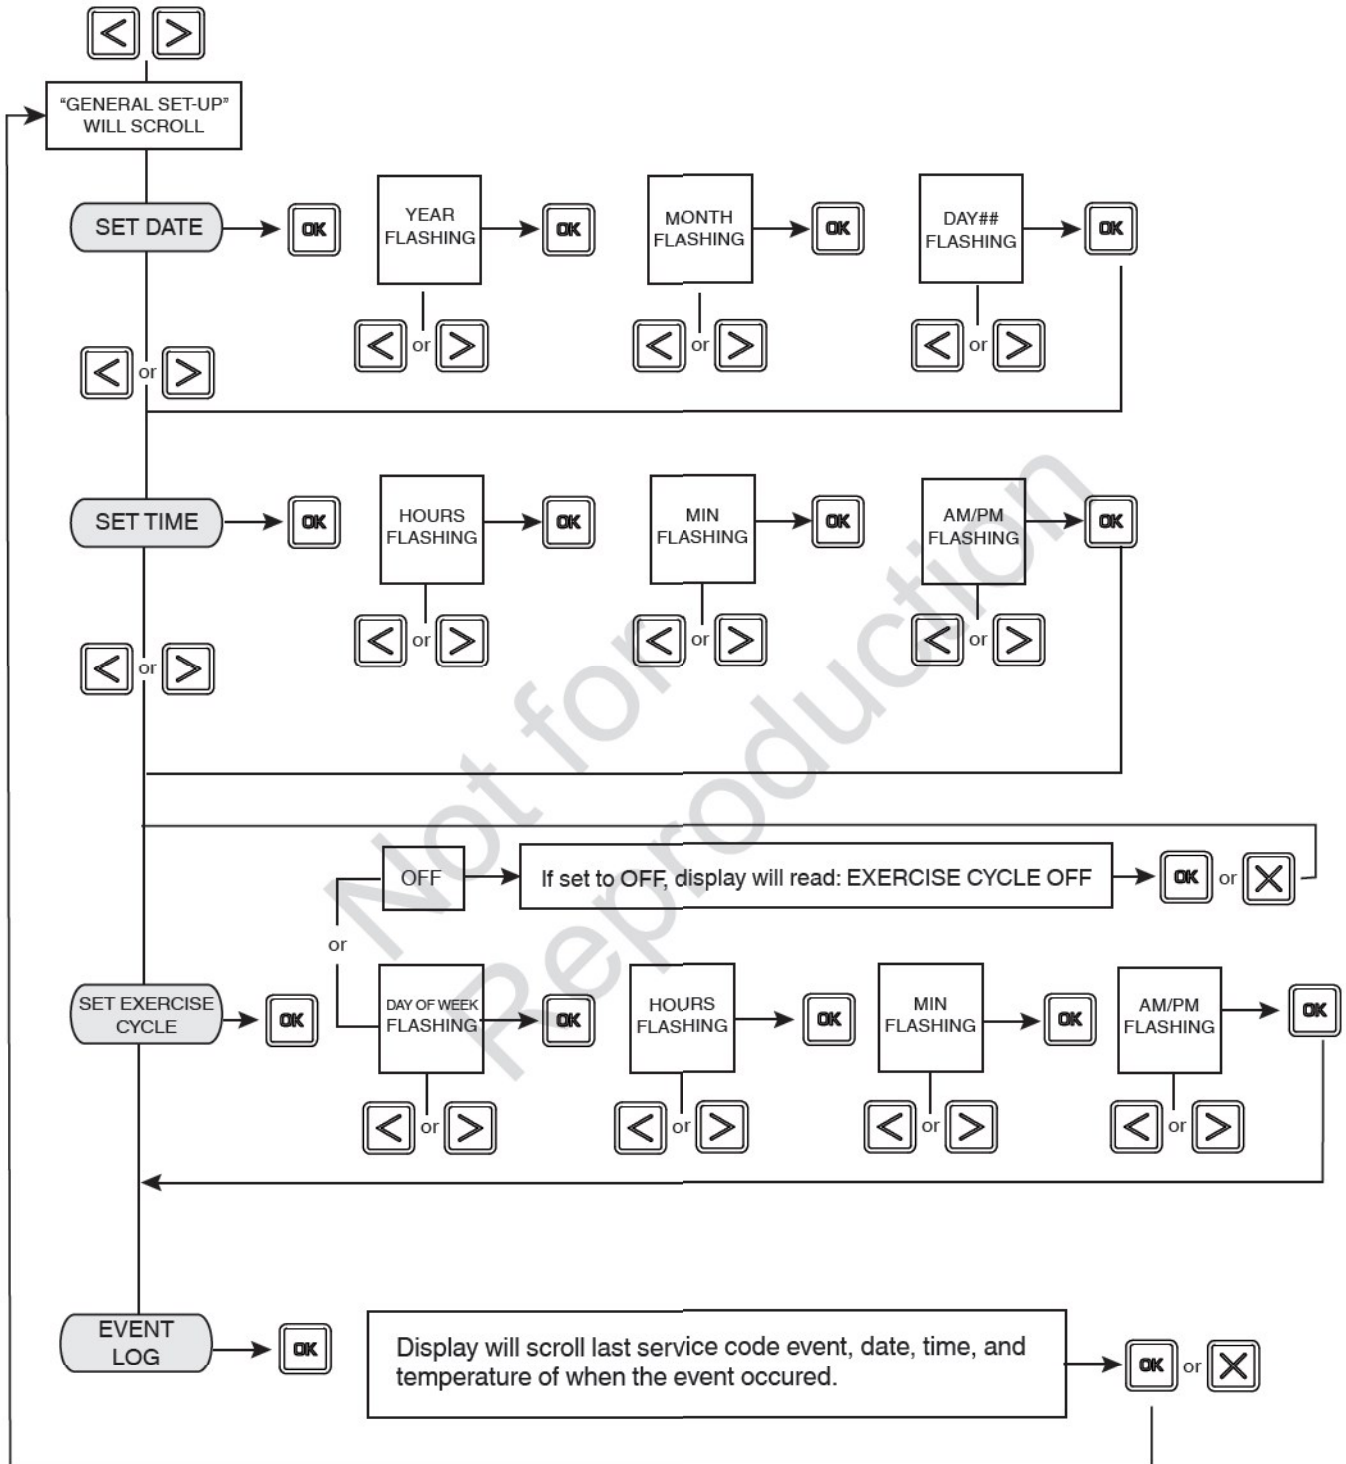 "GENERAL SET-UP"
WILL SCROLL
SET DATE
OK
YEAR
FLASHING
OK
MONTH
FLASHING
OK
DAY##
FLASHING
OK
< or >
< or >
< or >
< or >
SET TIME
OK
HOURS
FLASHING
OK
MIN
FLASHING
OK
AM/PM
FLASHING
OK
< or >
< or >
< or >
< or >
Not for
Reproduction
OFF
If set to OFF, display will read: EXERCISE CYCLE OFF
OK or X
or
SET EXERCISE
CYCLE
OK
DAY OF WEEK
FLASHING
OK
HOURS
FLASHING
OK
MIN
FLASHING
OK
AM/PM
FLASHING
OK
< or >
< or >
< or >
< or >
EVENT
LOG
OK
Display will scroll last service code event, date, time, and
temperature of when the event occured.
OK or X